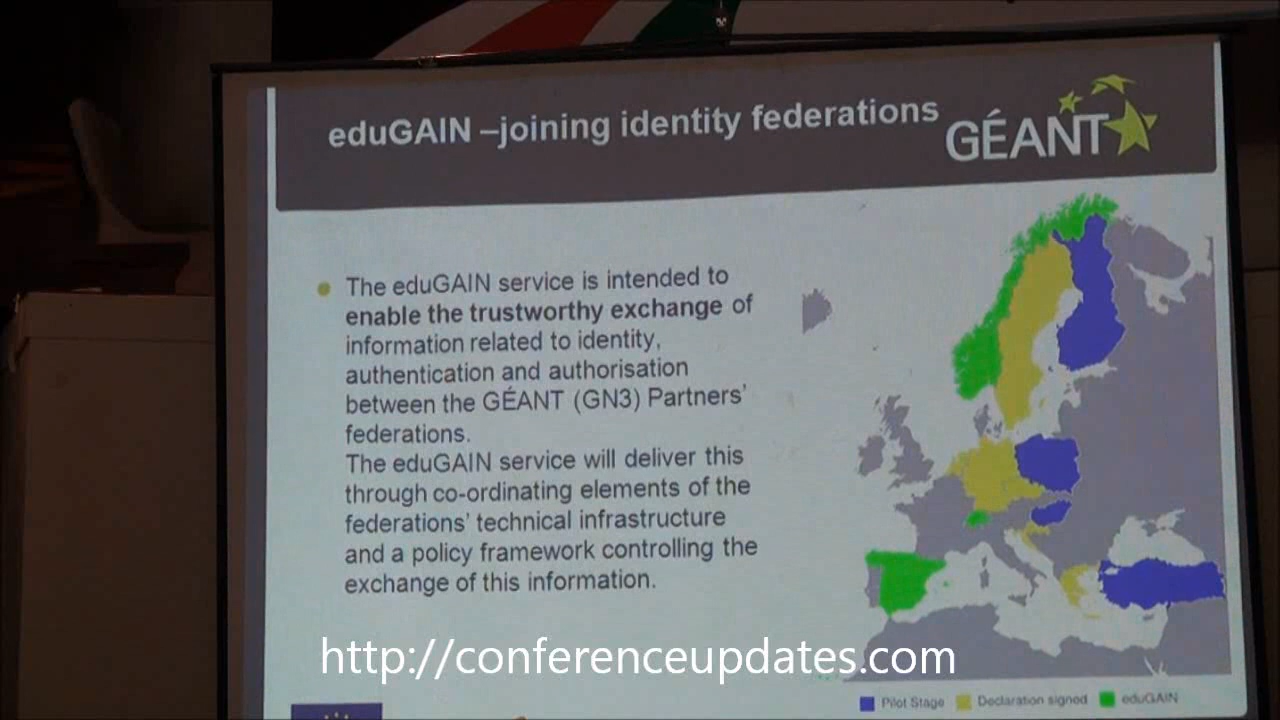 eduGAIN –joining identity federations
GÉANT
The eduGAIN service is intended to
enable the trustworthy exchange of
information related to identity,
authentication and authorisation
between the GÉANT (GN3) Partners'
federations.
The eduGAIN service will deliver this
through co-ordinating elements of the
federations' technical infrastructure
and a policy framework controlling the
exchange of this information.
http://conferenceupdates.com
Pilot Stage Declaration signed eduGAIN